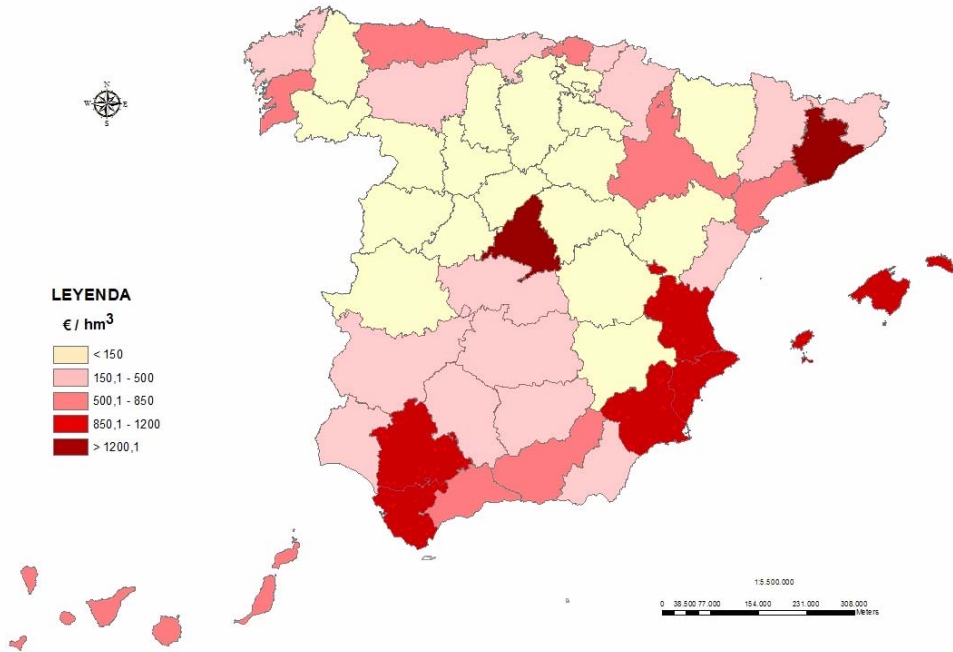 N
W E
S
LEYENDA
€ / hm³
< 150
150,1 - 500
500,1 - 850
850,1 - 1200
> 1200,1
1:5.500.000
0 38.500 77.000 154.000 231.000 308.000
Meters